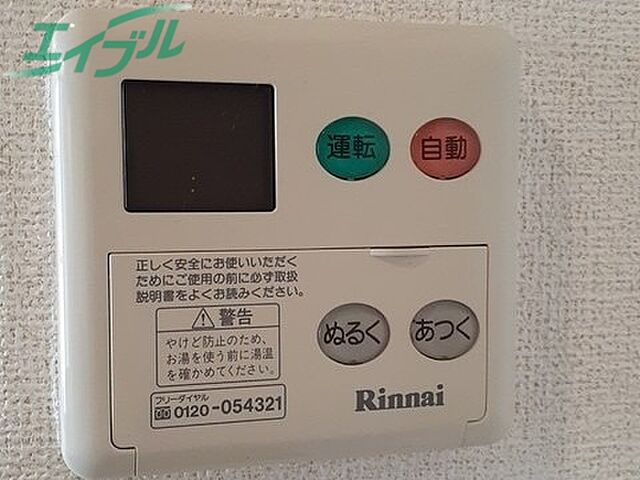 エイブル
運転
自動
正しく安全にお使いいただく
ためにご使用の前に必ず取扱
説明書をよくお読みください。
警告
やけど防止のため、
お湯を使う前に湯温
を確かめてください。
フリーダイヤル
0120-054321
ぬるく
あつく
Rinnai